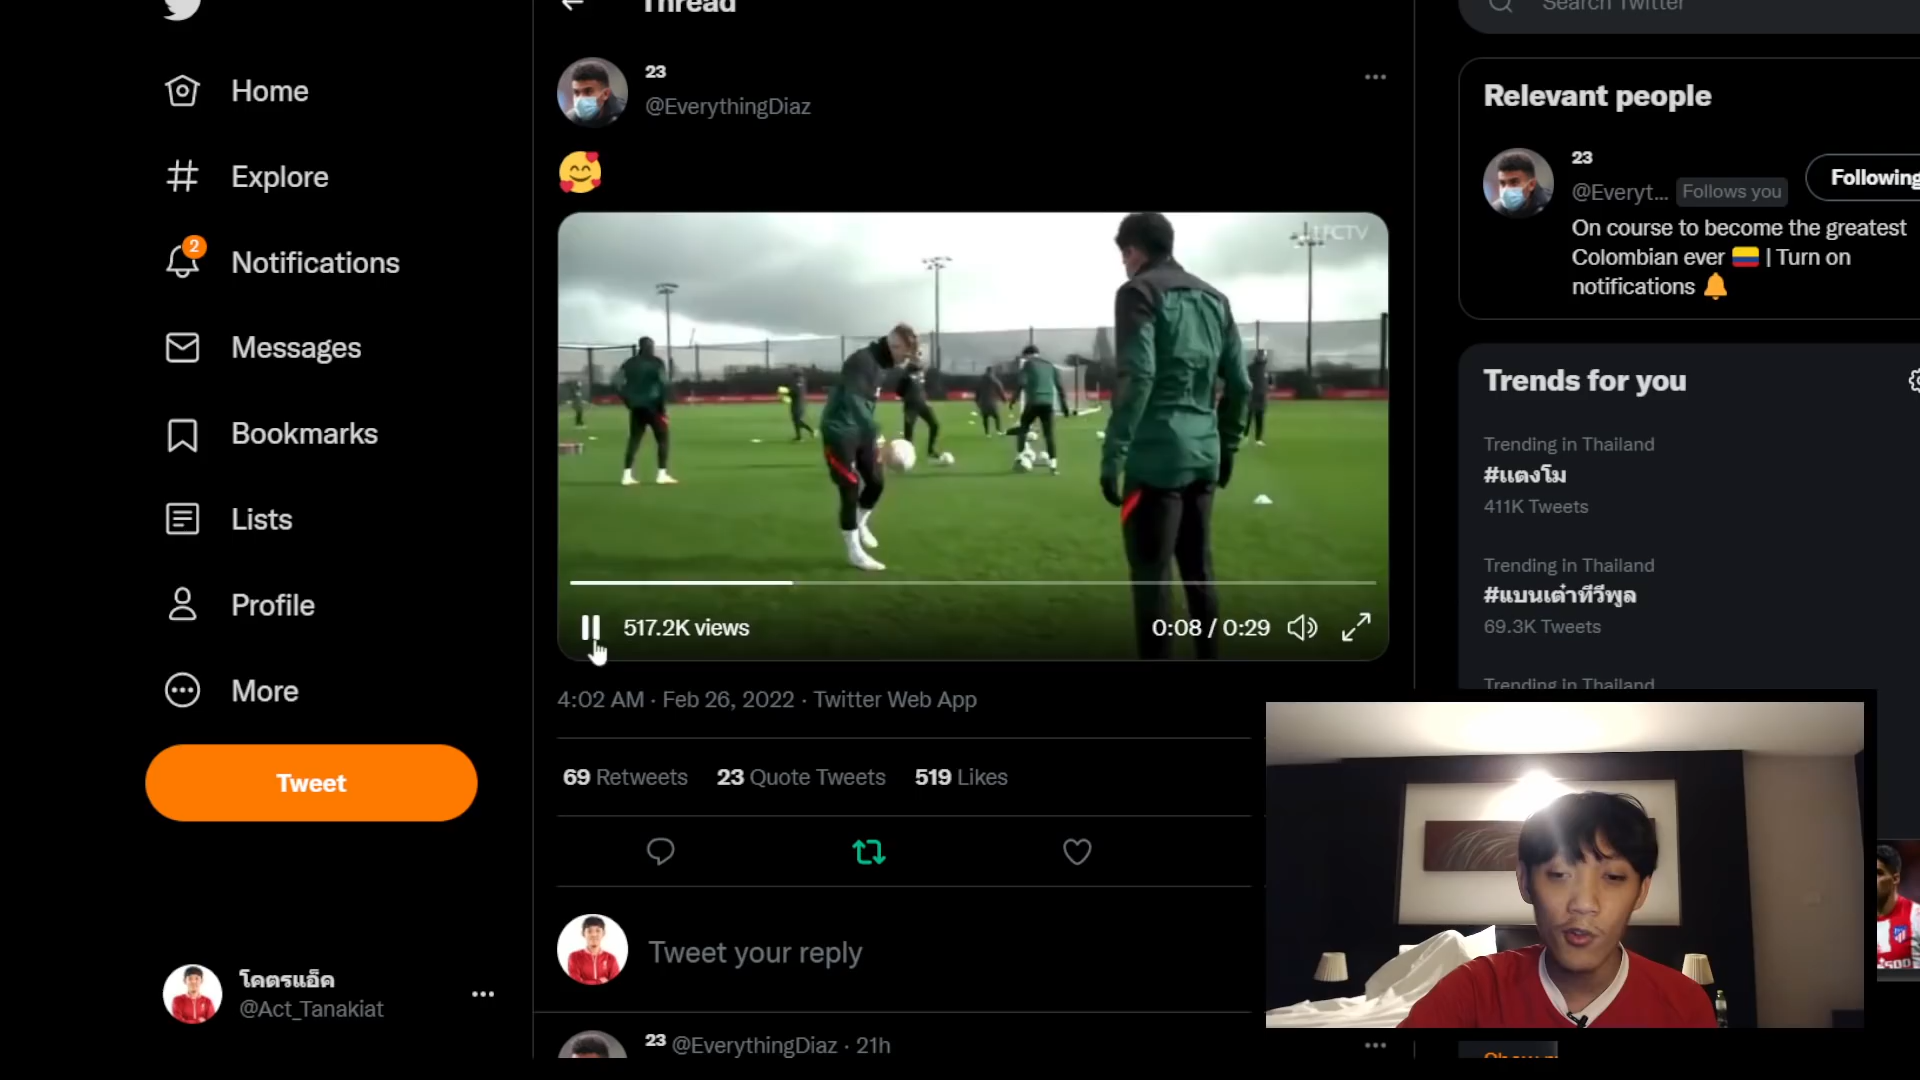 Thread
Search Twitter
Home
Explore
2
Notifications
Messages
Bookmarks
Lists
Profile
More
Tweet
โคตรแอ็ค
@Act_Tanakiat
23
@EverythingDiaz
LFCTV
517.2K views
0:08 / 0:29
4:02 AM · Feb 26, 2022 · Twitter Web App
69 Retweets 23 Quote Tweets 519 Likes
Tweet your reply
23 @EverythingDiaz · 21h
Relevant people
23
@Everyt... Follows you
Following
On course to become the greatest
Colombian ever 🇨🇴 | Turn on
notifications 🔔
Trends for you
Trending in Thailand
#แตงโม
411K Tweets
Trending in Thailand
#แบนเต๋าทีวีพูล
69.3K Tweets
Trending in Thailand